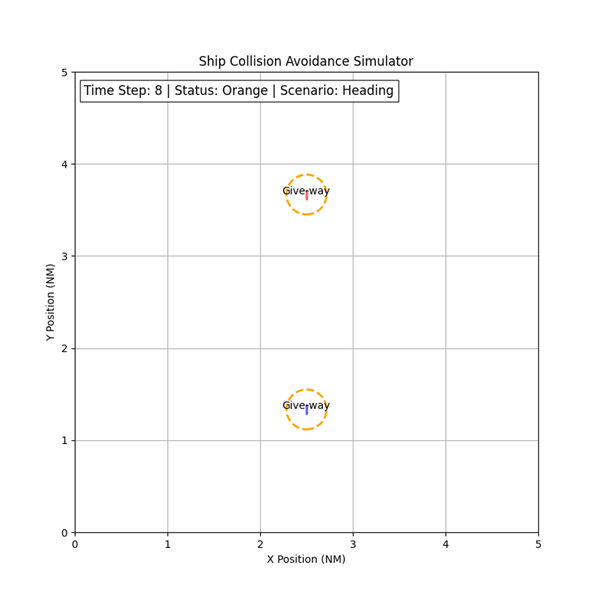 Ship Collision Avoidance Simulator
Time Step: 8 | Status: Orange | Scenario: Heading
5
4
3
2
1
0
Y Position (NM)
Give-way
Give-way
0 1 2 3 4 5
X Position (NM)